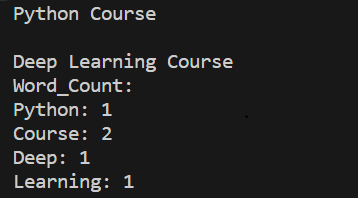 Python Course
Deep Learning Course
Word_Count:
Python: 1
Course: 2
Deep: 1
Learning: 1